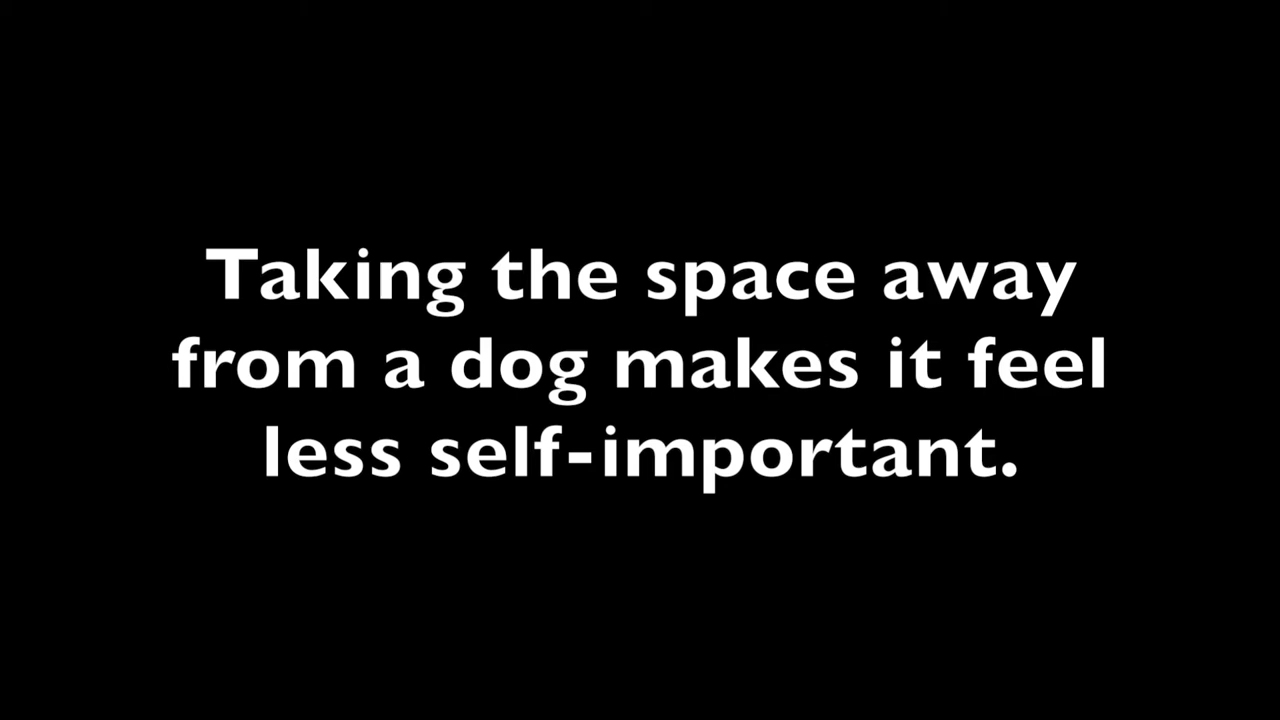 Taking the space away
from a dog makes it feel
less self-important.